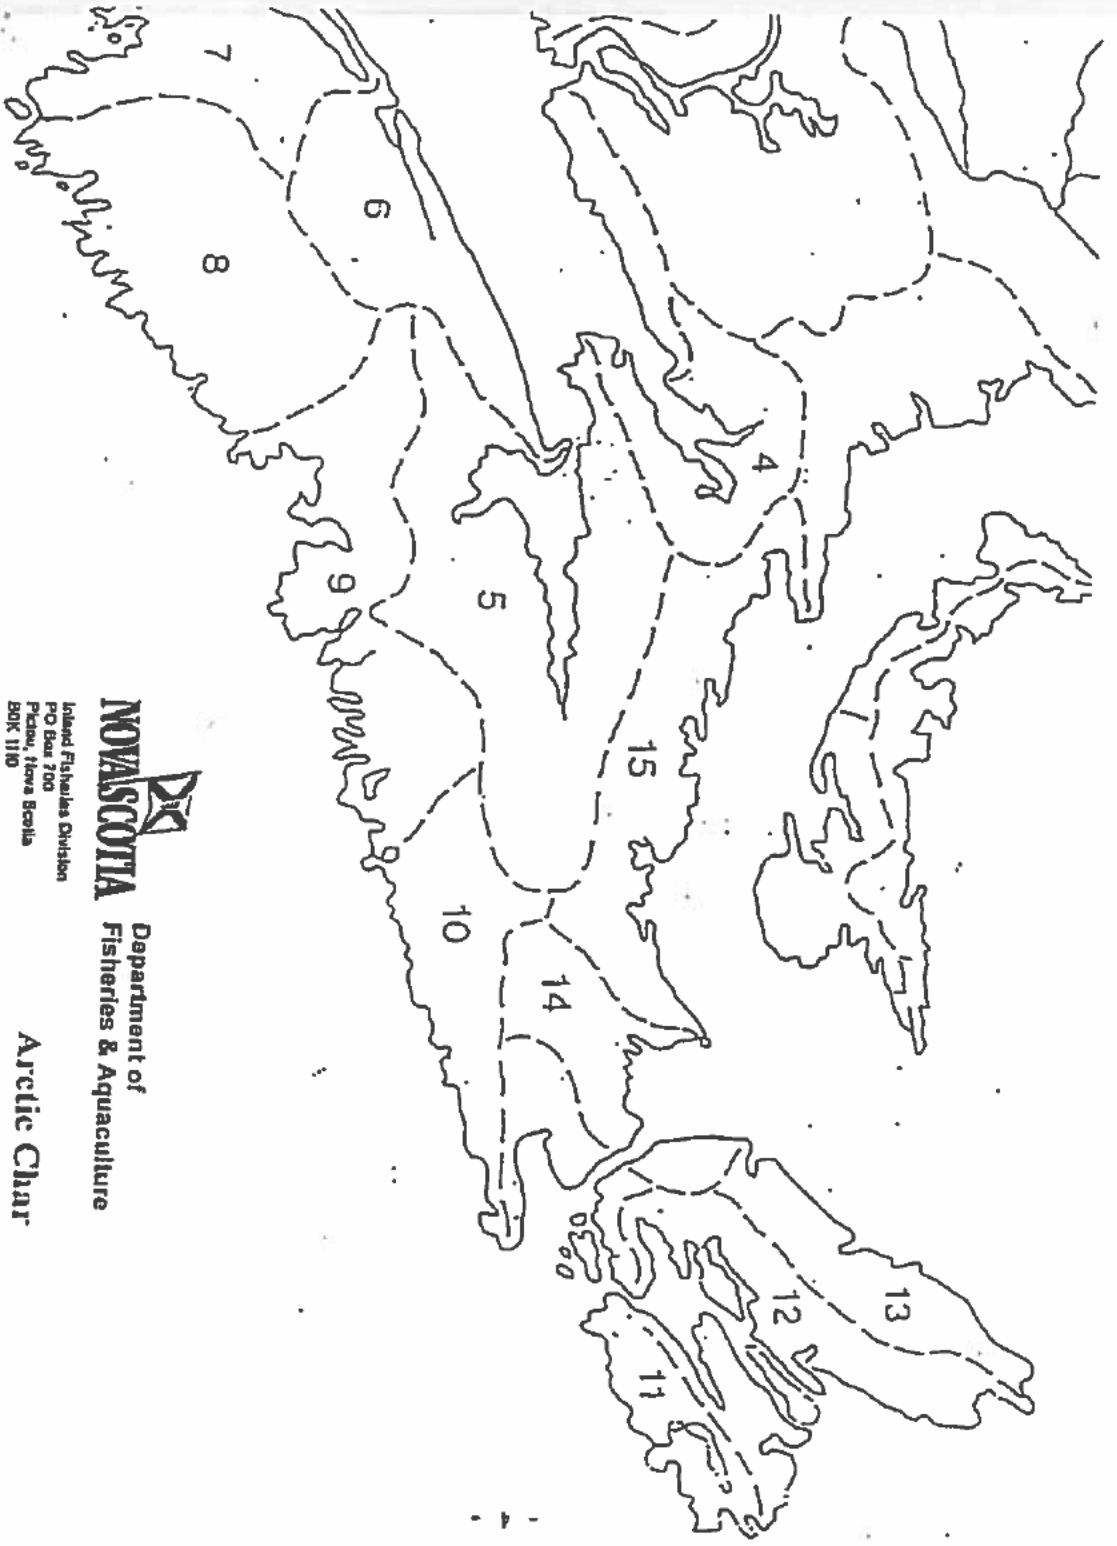 7
6
8
4
9
5
15
10
14
13
12
11
NOVA SCOTIA
Department of
Fisheries & Aquaculture
Inland Fisheries Division
PO Box 700
Pictou, Nova Scotia
B0K 1H0
Arctic Char
- 4 -